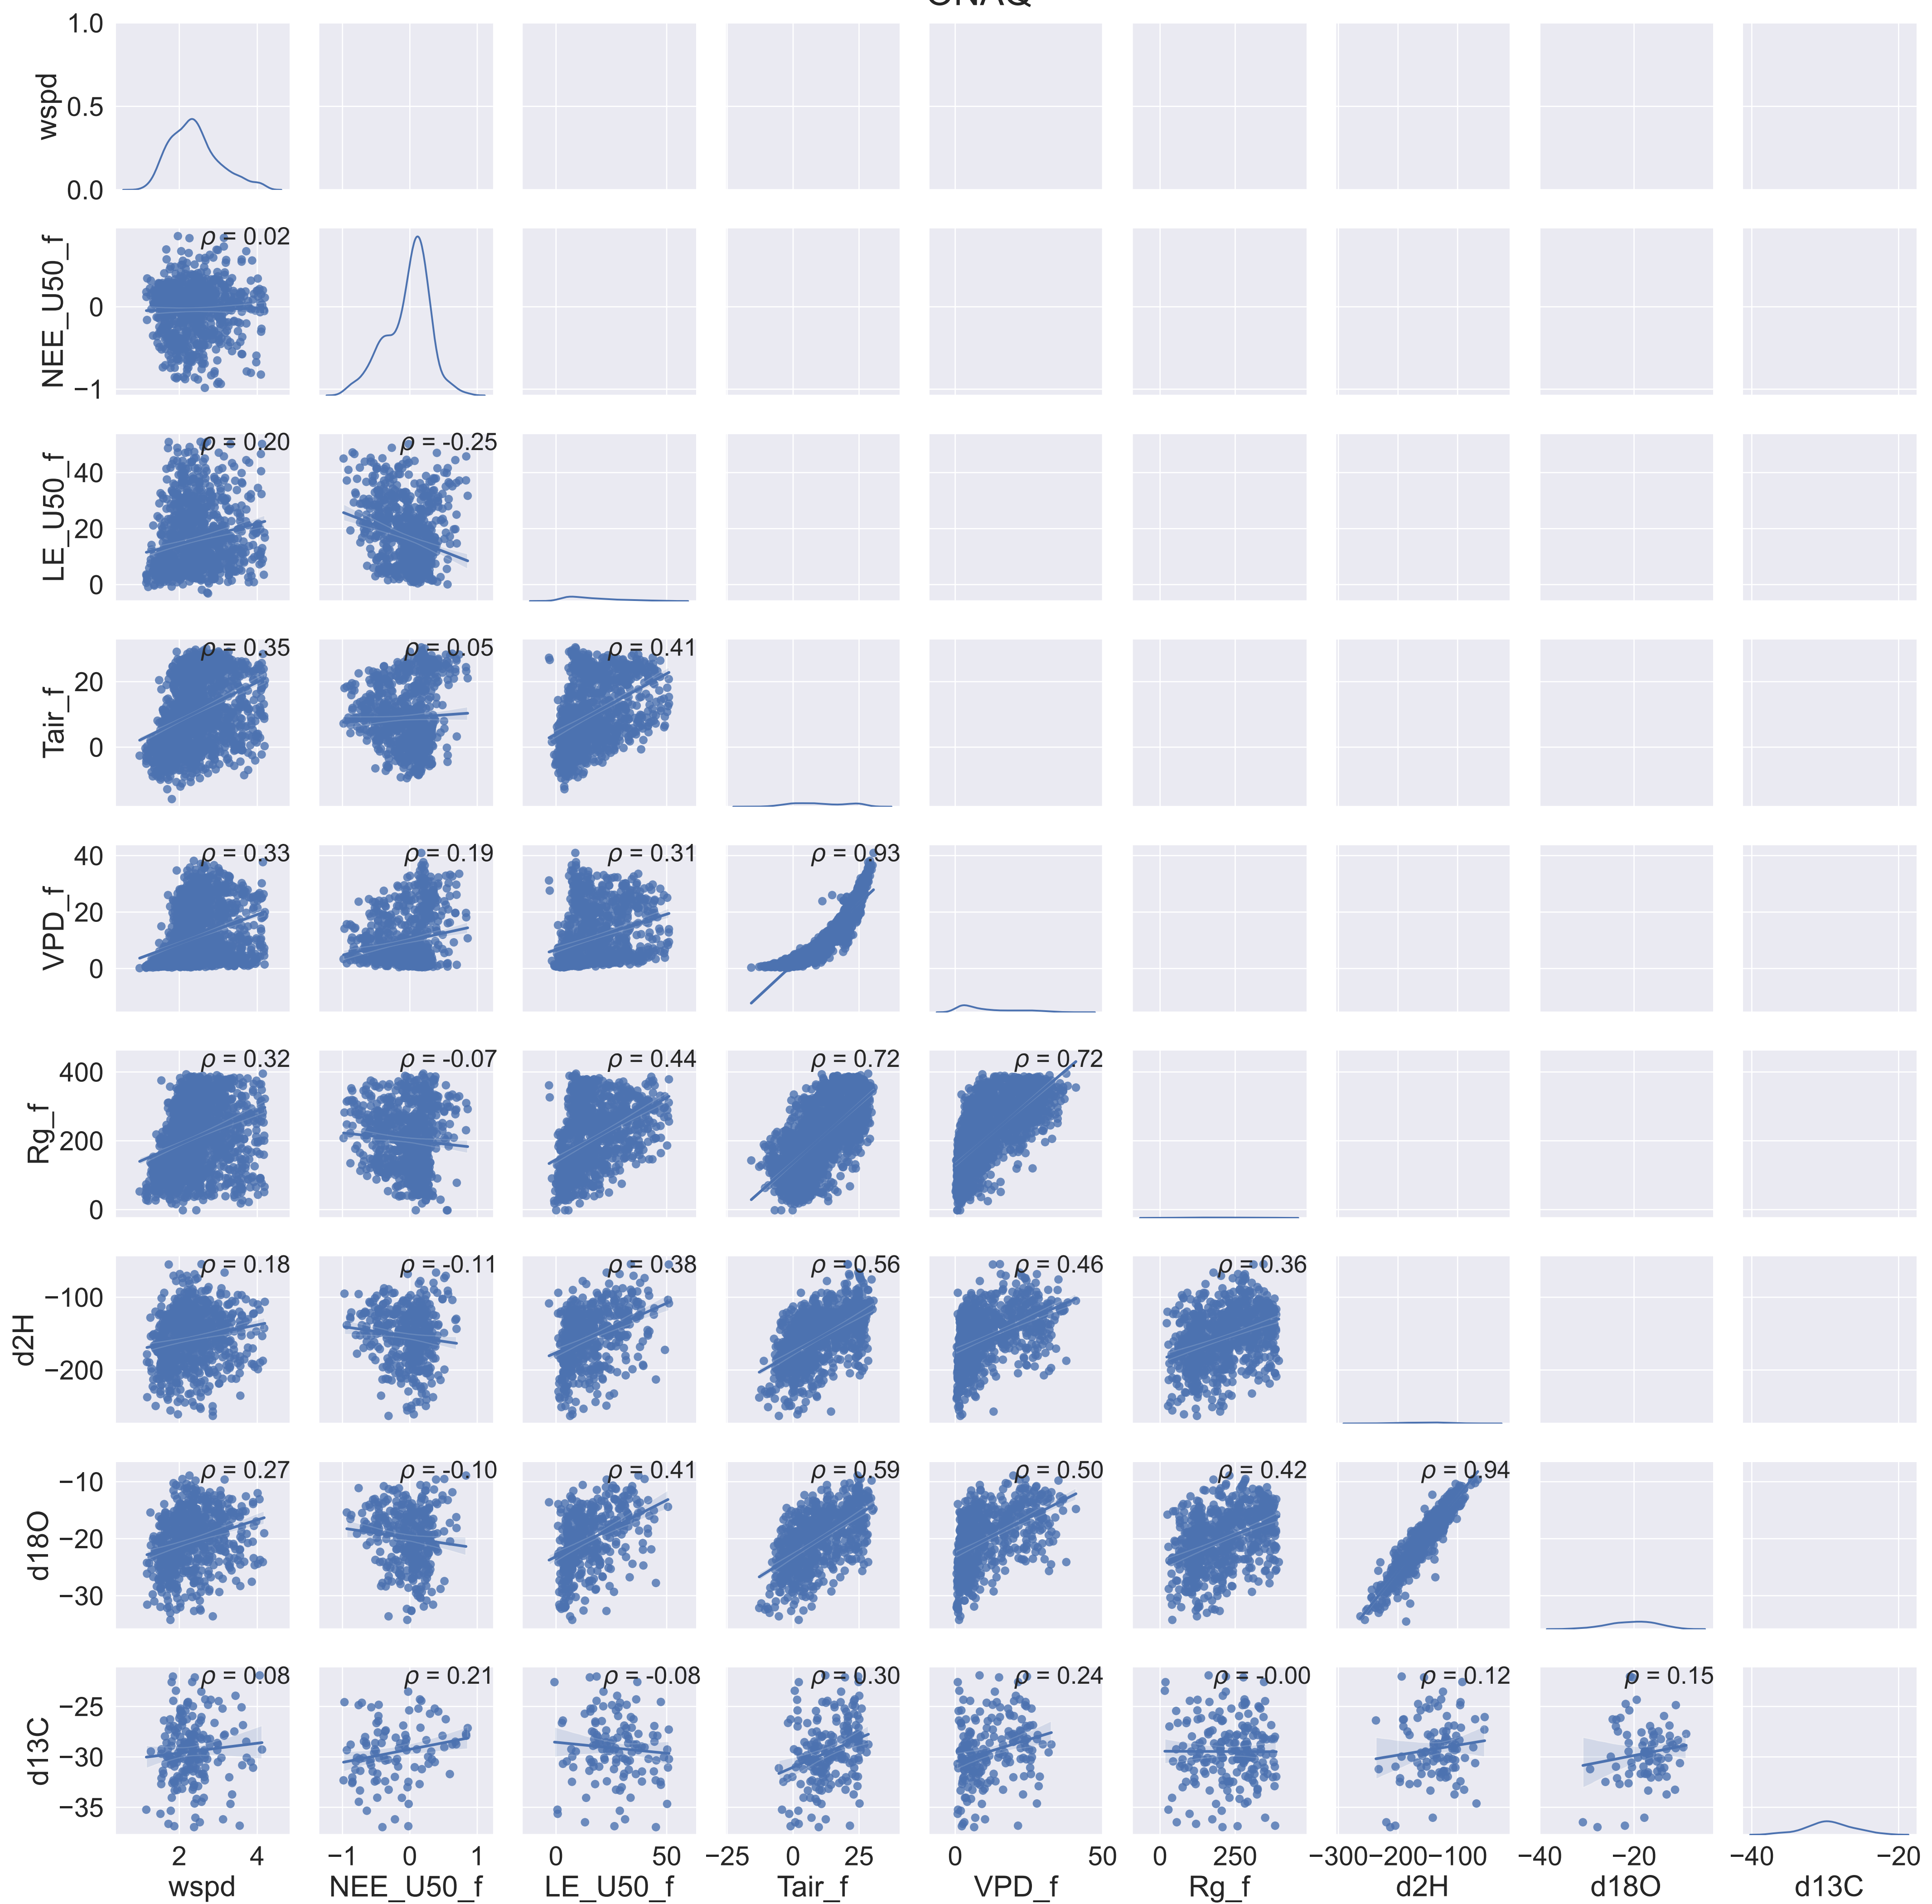 ONAQ
1.0
0.5
0.0
wspd
ρ = 0.02
0
−1
NEE_U50_f
ρ = 0.20
ρ = -0.25
40
20
0
LE_U50_f
ρ = 0.35
ρ = 0.05
ρ = 0.41
20
0
Tair_f
ρ = 0.33
ρ = 0.19
ρ = 0.31
ρ = 0.93
40
20
0
VPD_f
ρ = 0.32
ρ = -0.07
ρ = 0.44
ρ = 0.72
ρ = 0.72
400
200
0
Rg_f
ρ = 0.18
ρ = -0.11
ρ = 0.38
ρ = 0.56
ρ = 0.46
ρ = 0.36
−100
−200
d2H
ρ = 0.27
ρ = -0.10
ρ = 0.41
ρ = 0.59
ρ = 0.50
ρ = 0.42
ρ = 0.94
−10
−20
−30
d18O
ρ = 0.08
ρ = 0.21
ρ = -0.08
ρ = 0.30
ρ = 0.24
ρ = -0.00
ρ = 0.12
ρ = 0.15
−25
−30
−35
d13C
2 4
−1 0 1
0 50
−25 0 25
0 50
0 250
−300 −200 −100
−40 −20
−40 −20
wspd
NEE_U50_f
LE_U50_f
Tair_f
VPD_f
Rg_f
d2H
d18O
d13C